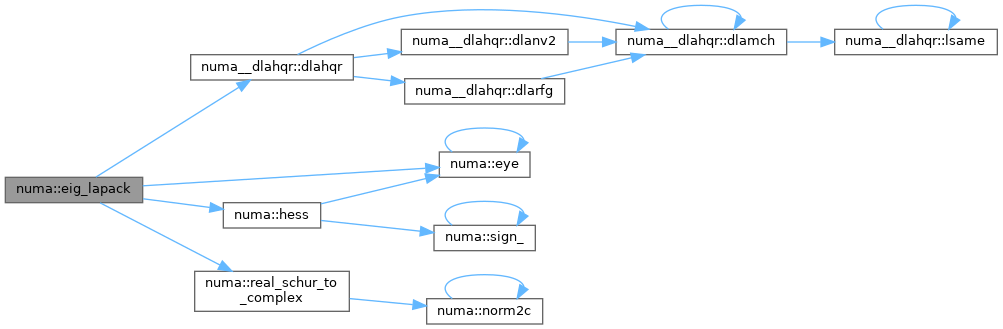 numa::eig_lapack
numa__dlahqr::dlahqr
numa__dlahqr::dlanv2
numa__dlahqr::dlarfg
numa__dlahqr::dlamch
numa__dlahqr::lsame
numa::eye
numa::hess
numa::sign_
numa::real_schur_to
_complex
numa::norm2c